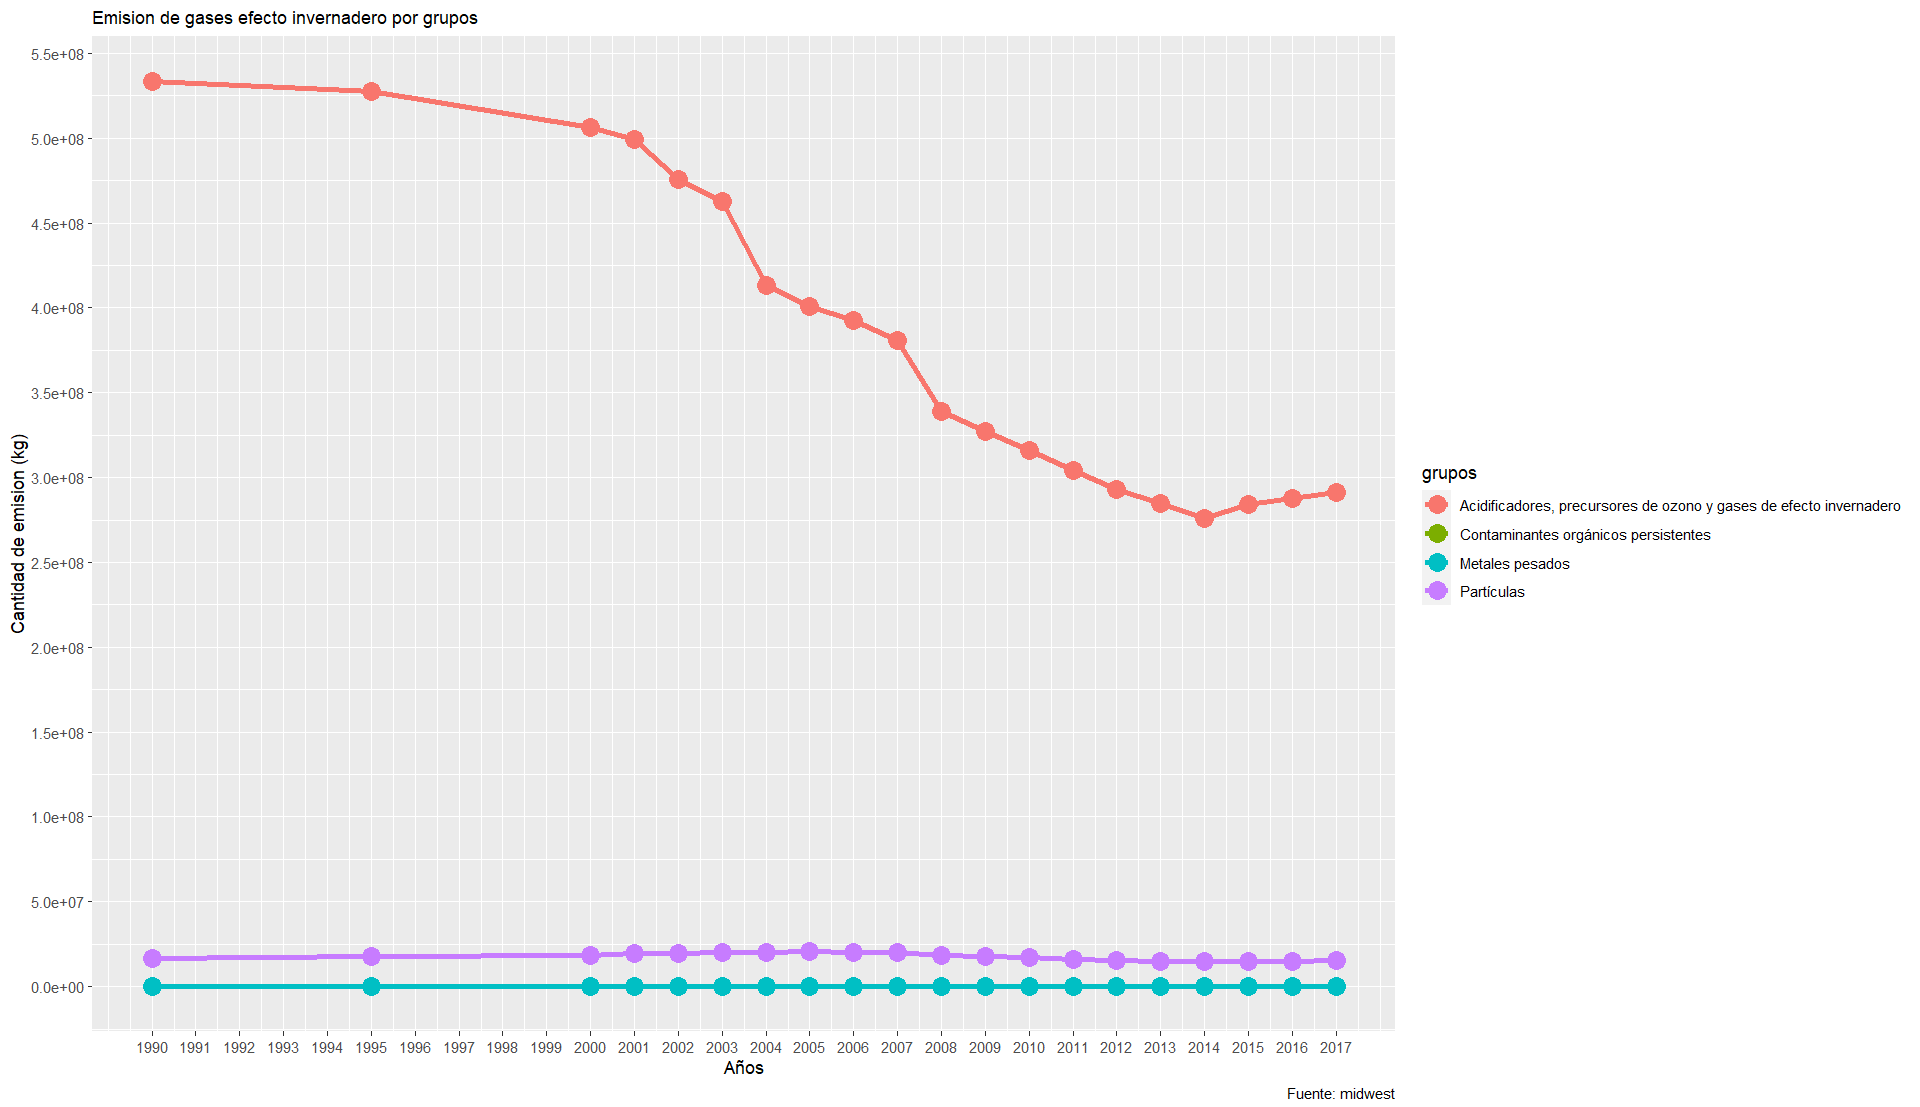 Emision de gases efecto invernadero por grupos
Cantidad de emision (kg)
5.5e+08
5.0e+08
4.5e+08
4.0e+08
3.5e+08
3.0e+08
2.5e+08
2.0e+08
1.5e+08
1.0e+08
5.0e+07
0.0e+00
1990 1991 1992 1993 1994 1995 1996 1997 1998 1999 2000 2001 2002 2003 2004 2005 2006 2007 2008 2009 2010 2011 2012 2013 2014 2015 2016 2017
Años
grupos
Acidificadores, precursores de ozono y gases de efecto invernadero
Contaminantes orgánicos persistentes
Metales pesados
Partículas
Fuente: midwest